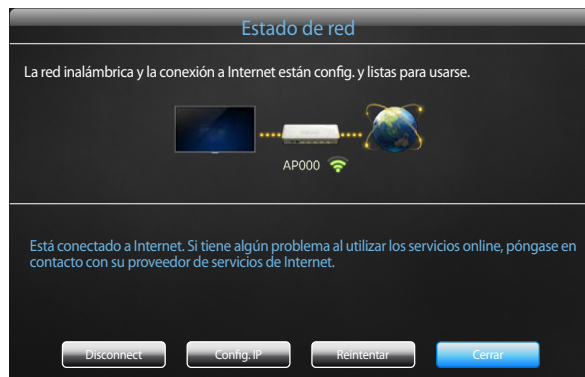 Estado de red
La red inalámbrica y la conexión a Internet están config. y listas para usarse.
AP000
Está conectado a Internet. Si tiene algún problema al utilizar los servicios online, póngase en
contacto con su proveedor de servicios de Internet.
Disconnect
Config. IP
Reintentar
Cerrar